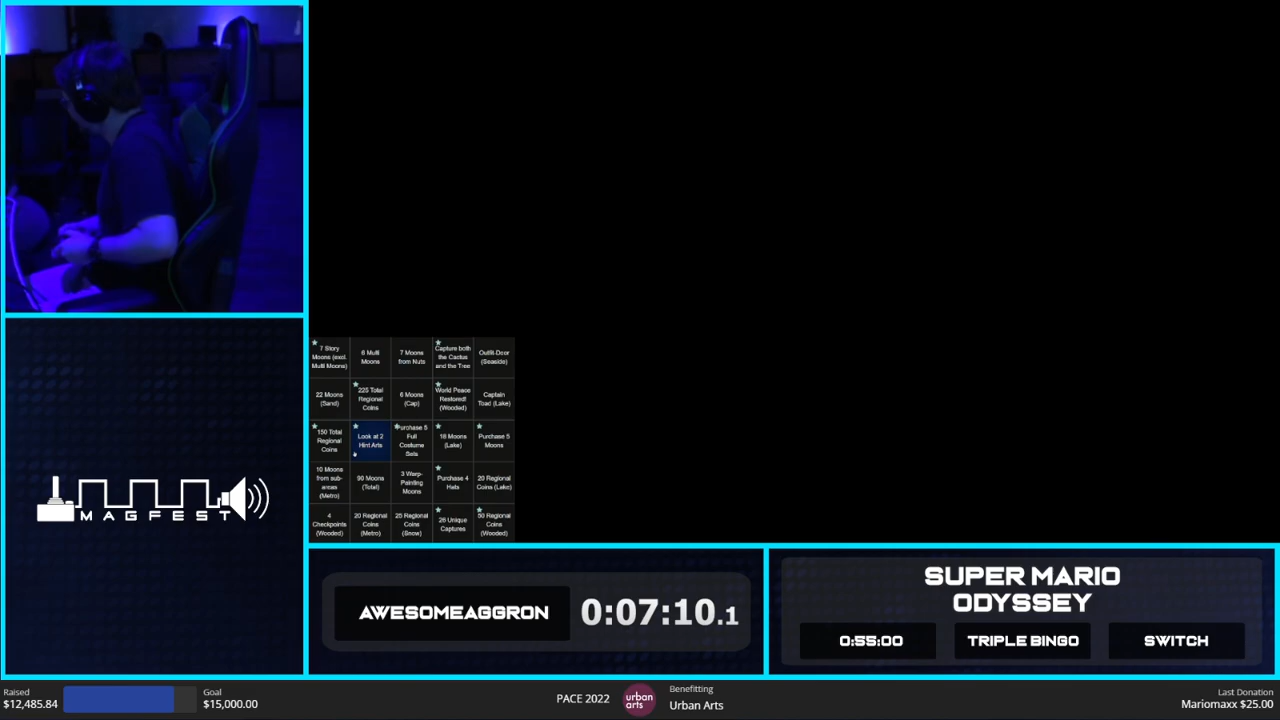 7 Story
Moons (excl.
Multi Moons)
6 Multi
Moons
7 Moons
from Nuts
Capture both
the Cactus
and the Tree
Outfit-Door
(Seaside)
22 Moons
(Sand)
225 Total
Regional
Coins
6 Moons
(Cap)
World Peace
Restored!
(Wooded)
Captain
Toad (Lake)
150 Total
Regional
Coins
Look at 2
Hint Arts
Purchase 5
Full
Costume
Sets
18 Moons
(Lake)
Purchase 5
Moons
10 Moons
from sub-
areas
(Metro)
90 Moons
(Total)
3 Warp-
Painting
Moons
Purchase 4
Hats
20 Regional
Coins (Lake)
4
Checkpoints
(Wooded)
20 Regional
Coins
(Metro)
25 Regional
Coins
(Snow)
26 Unique
Captures
50 Regional
Coins
(Wooded)
MAGFEST
AWESOMEAGGRON
0:07:10.1
SUPER MARIO
ODYSSEY
0:55:00
TRIPLE BINGO
SWITCH
Raised
$12,485.84
Goal
$15,000.00
PACE 2022
urban
arts
Benefitting
Urban Arts
Last Donation
Mariomaxx $25.00